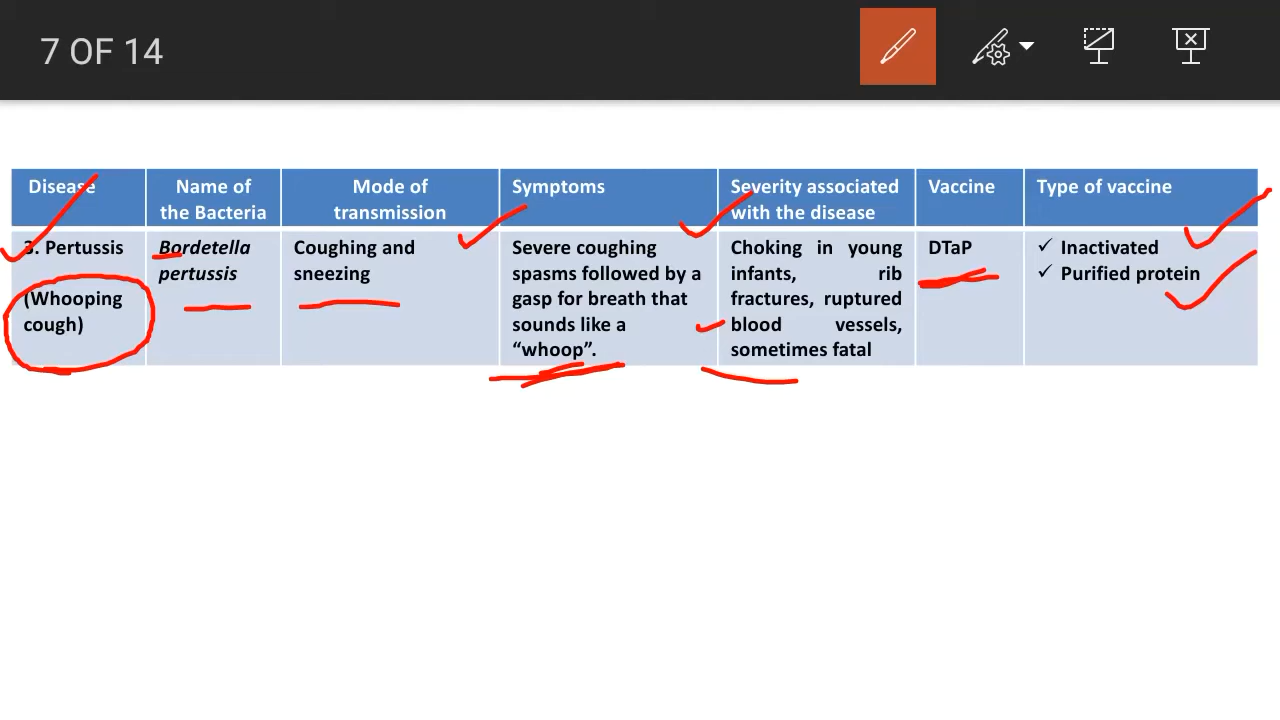 7 OF 14
Disease
Name of
the Bacteria
Mode of
transmission
Symptoms
Severity associated
with the disease
Vaccine
Type of vaccine
3. Pertussis
(Whooping
cough)
Bordetella
pertussis
Coughing and
sneezing
Severe coughing
spasms followed by a
gasp for breath that
sounds like a
“whoop”.
Choking in young
infants, rib
fractures, ruptured
blood vessels,
sometimes fatal
DTaP
✓ Inactivated
✓ Purified protein